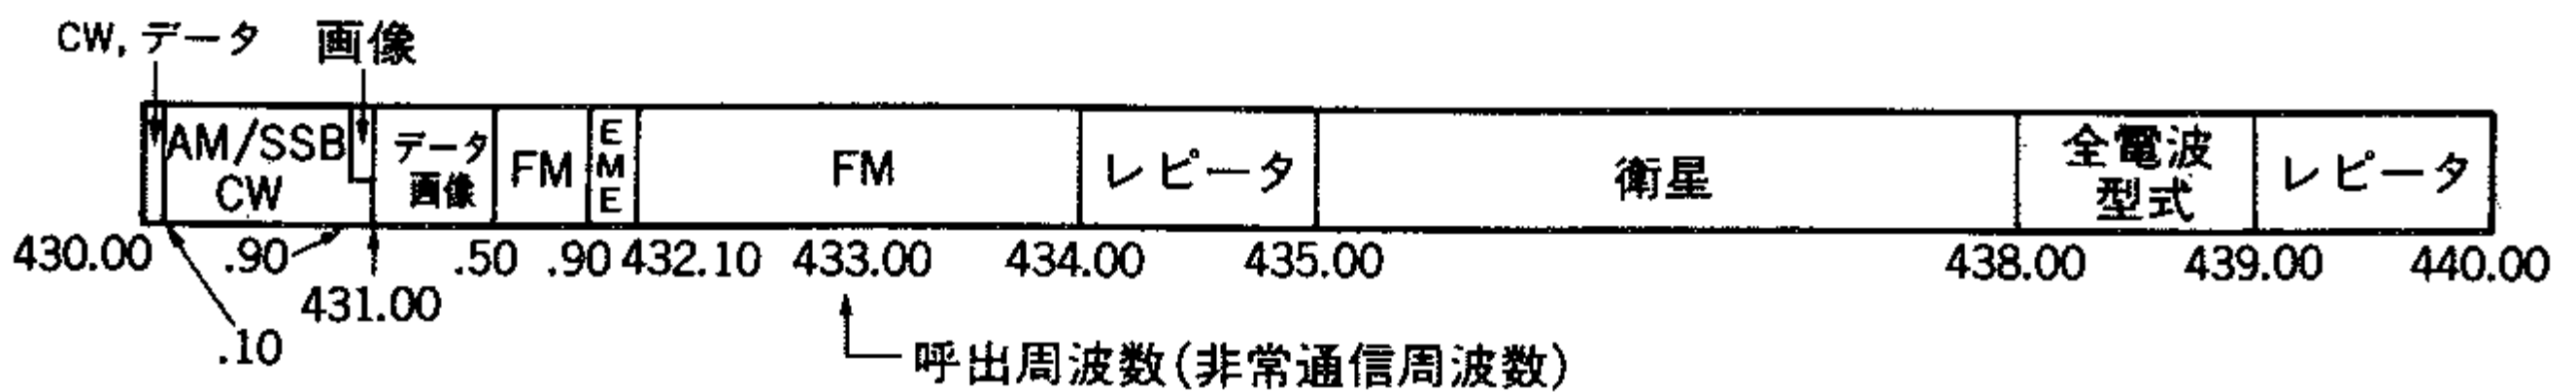 CW, データ 画像
AM/SSB
CW
データ
画像
FM
E
M
E
FM
レピータ
衛星
全電波
型式
レピータ
430.00 .90 .50 .90 432.10 433.00 434.00 435.00 438.00 439.00 440.00
431.00
.10
呼出周波数(非常通信周波数)